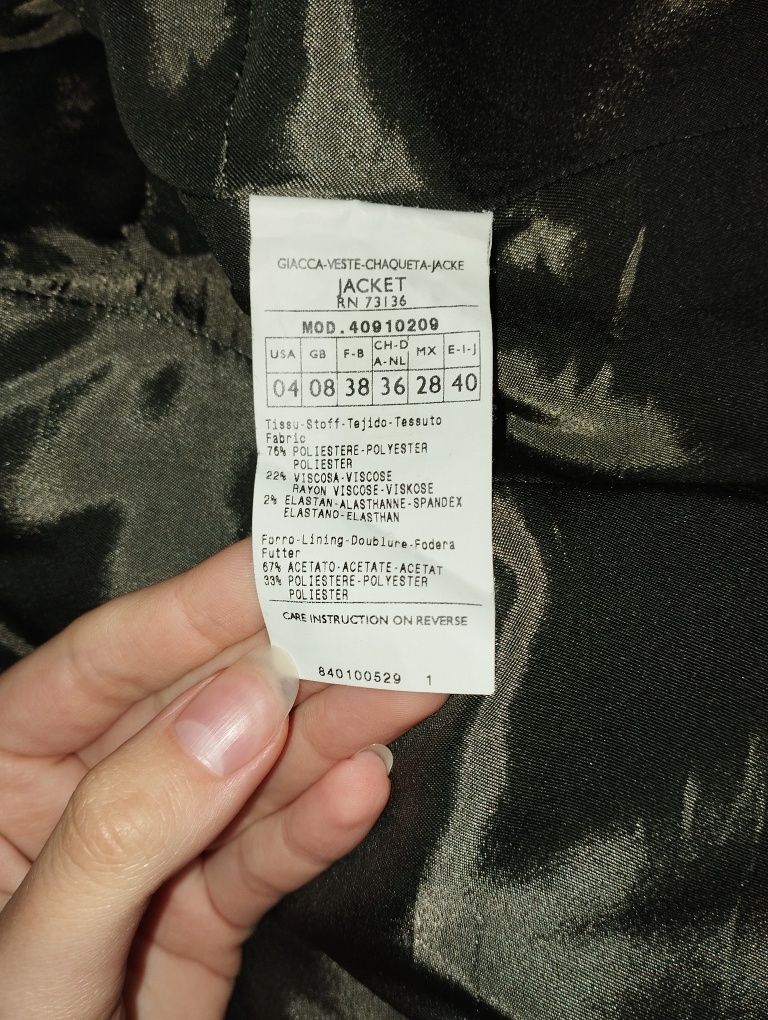 GIACCA-VESTE-CHAQUETA-JACKE
JACKET
RN 73136
MOD.40910209
USA GB F-B CH-D A-NL MX E-I-J
04 08 38 36 28 40
Tissu-Stoff-Tejido-Tessuto
Fabric
76% POLIESTERE-POLYESTER
POLIESTER
22% VISCOSA-VISCOSE
RAYON VISCOSE-VISKOSE
2% ELASTAN-ALASTHANNE-SPANDEX
ELASTANO-ELASTHAN
Forro-Lining-Doublure-Fodera
Futter
67% ACETATO-ACETATE-ACETAT
33% POLIESTERE-POLYESTER
POLIESTER
CARE INSTRUCTION ON REVERSE
840100529 1